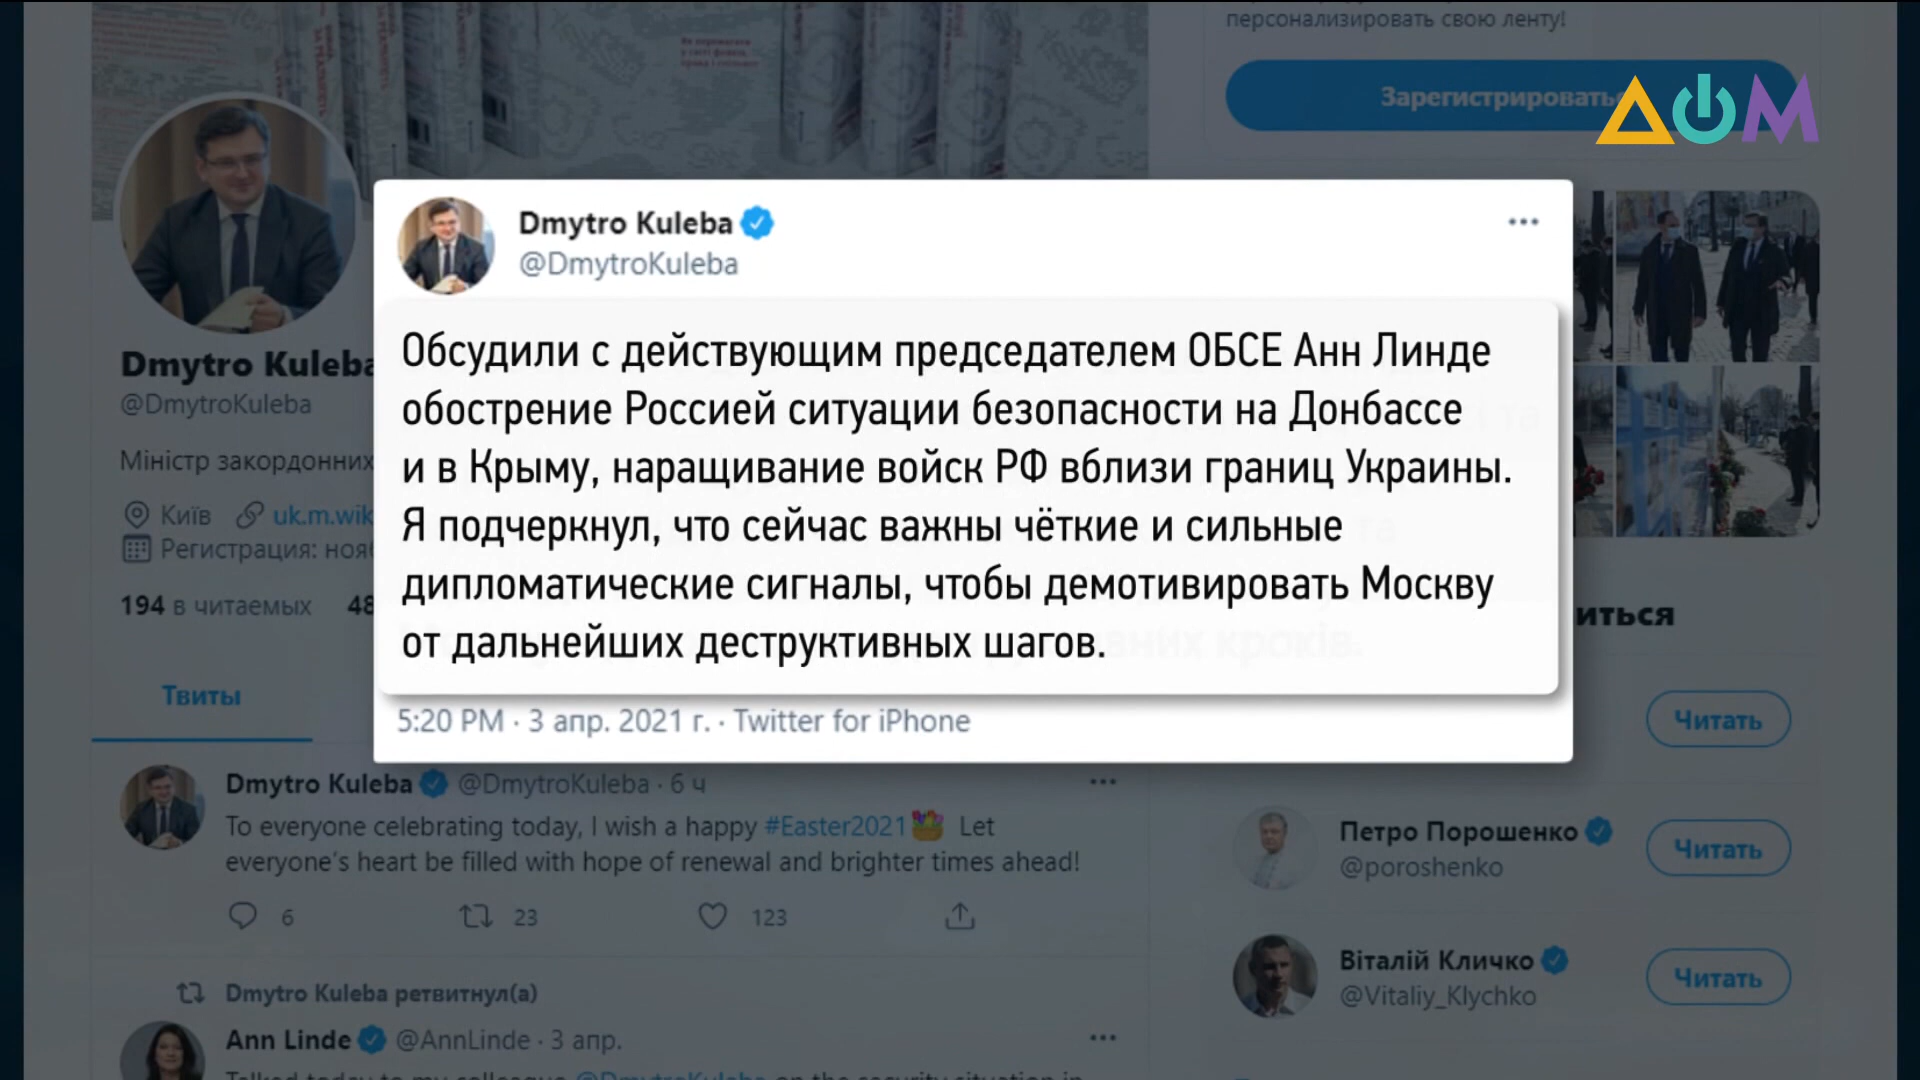 персонализировать свою ленту!
Зарегистрировать
ДОМ
Dmytro Kuleba
@DmytroKuleba
Обсудили с действующим председателем ОБСЕ Анн Линде
обострение Россией ситуации безопасности на Донбассе
и в Крыму, наращивание войск РФ вблизи границ Украины.
Я подчеркнул, что сейчас важны чёткие и сильные
дипломатические сигналы, чтобы демотивировать Москву
от дальнейших деструктивных шагов.
5:20 PM · 3 апр. 2021 г. · Twitter for iPhone
Dmytro Kuleba
@DmytroKuleba
Міністр закордонних
Київ uk.m.wik
Регистрация:
194 в читаемых 48
Твиты
Dmytro Kuleba @DmytroKuleba · 6 ч
To everyone celebrating today, I wish a happy #Easter2021 Let
everyone's heart be filled with hope of renewal and brighter times ahead!
6 23 123
Dmytro Kuleba ретвитнул(а)
Ann Linde @AnnLinde · 3 апр.
Talked today to my colleague @DmytroKuleba on the security situation in
иться
Читать
Петро Порошенко
@poroshenko
Читать
Віталій Кличко
@Vitaliy_Klychko
Читать